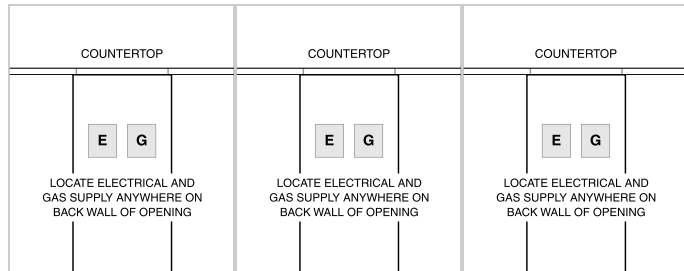 COUNTERTOP
E G
LOCATE ELECTRICAL AND
GAS SUPPLY ANYWHERE ON
BACK WALL OF OPENING
COUNTERTOP
E G
LOCATE ELECTRICAL AND
GAS SUPPLY ANYWHERE ON
BACK WALL OF OPENING
COUNTERTOP
E G
LOCATE ELECTRICAL AND
GAS SUPPLY ANYWHERE ON
BACK WALL OF OPENING